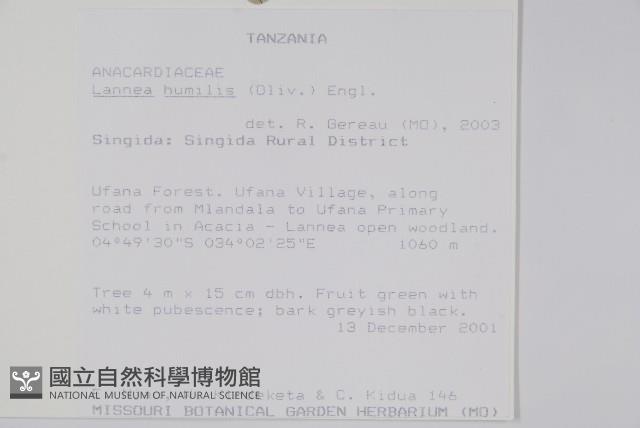 TANZANIA
ANACARDIACEAE
Lannea humilis (Oliv.) Engl.
det. R. Gereau (MO), 2003
Singida: Singida Rural District
Ufana Forest. Ufana Village, along
road from Mlandala to Ufana Primary
School in Acacia - Lannea open woodland.
04°49'30"S 034°02'25"E 1060 m
Tree 4 m x 15 cm dbh. Fruit green with
white pubescence; bark greyish black.
13 December 2001
& C. Kidua 146
國立自然科學博物館
NATIONAL MUSEUM OF NATURAL SCIENCE
MISSOURI BOTANICAL GARDEN HERBARIUM (MO)